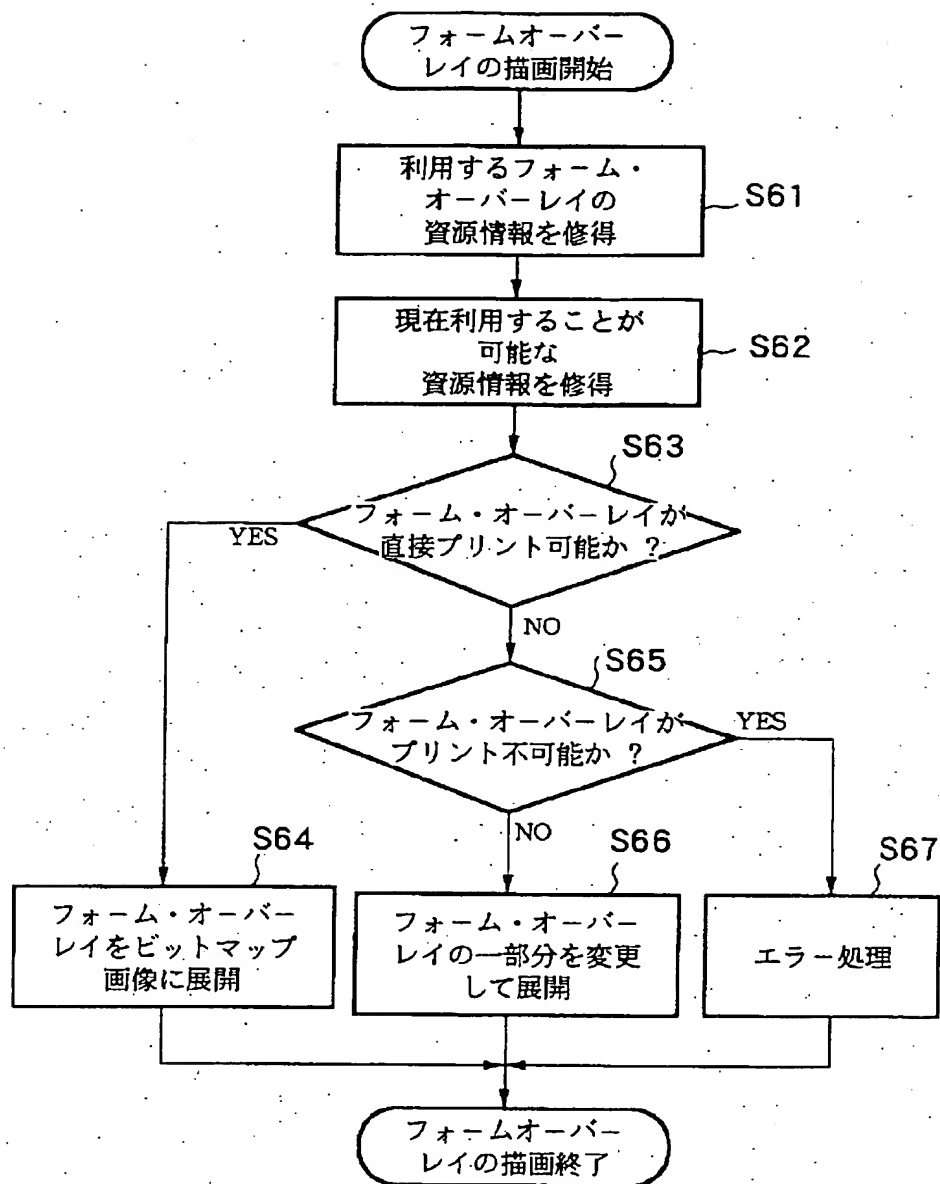 フォームオーバー
レイの描画開始
利用するフォーム・
オーバーレイの
資源情報を修得
S61
現在利用することが
可能な
資源情報を修得
S62
S63
フォーム・オーバーレイが
直接プリント可能か ?
YES
NO
S65
フォーム・オーバーレイが
プリント不可能か ?
YES
NO
S64
フォーム・オーバー
レイをビットマップ
画像に展開
S66
フォーム・オーバー
レイの一部分を変更
して展開
S67
エラー処理
フォームオーバー
レイの描画終了